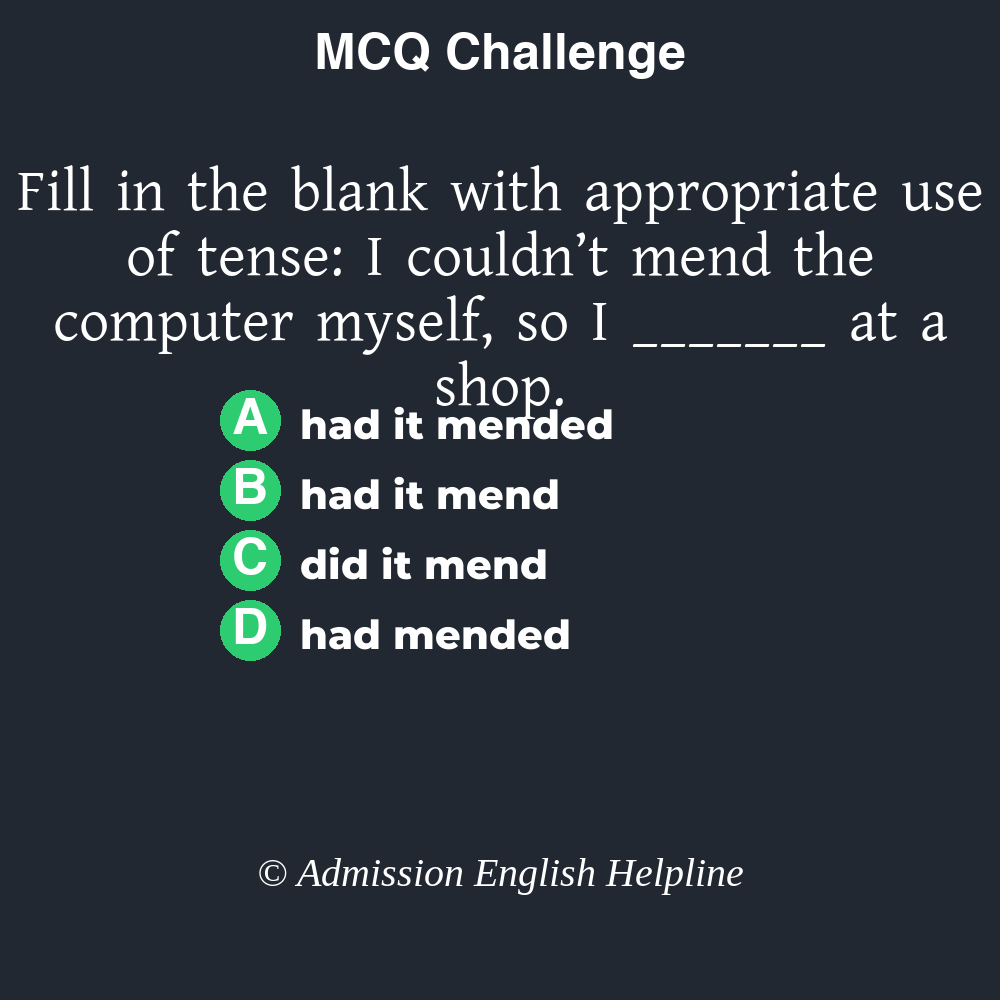 MCQ Challenge
Fill in the blank with appropriate use
of tense: I couldn’t mend the
computer myself, so I _______ at a
shop.
A had it mended
B had it mend
C did it mend
D had mended
© Admission English Helpline